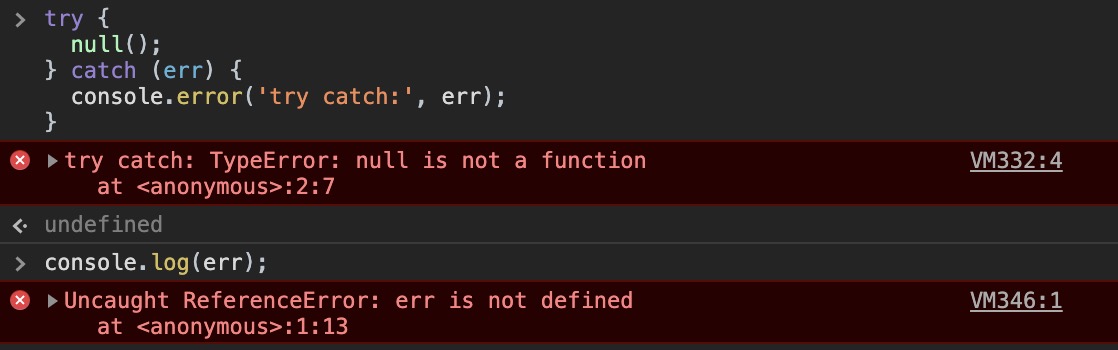 try {
  null();
} catch (err) {
  console.error('try catch:', err);
}
try catch: TypeError: null is not a function VM332:4
    at <anonymous>:2:7
undefined
console.log(err);
Uncaught ReferenceError: err is not defined VM346:1
    at <anonymous>:1:13